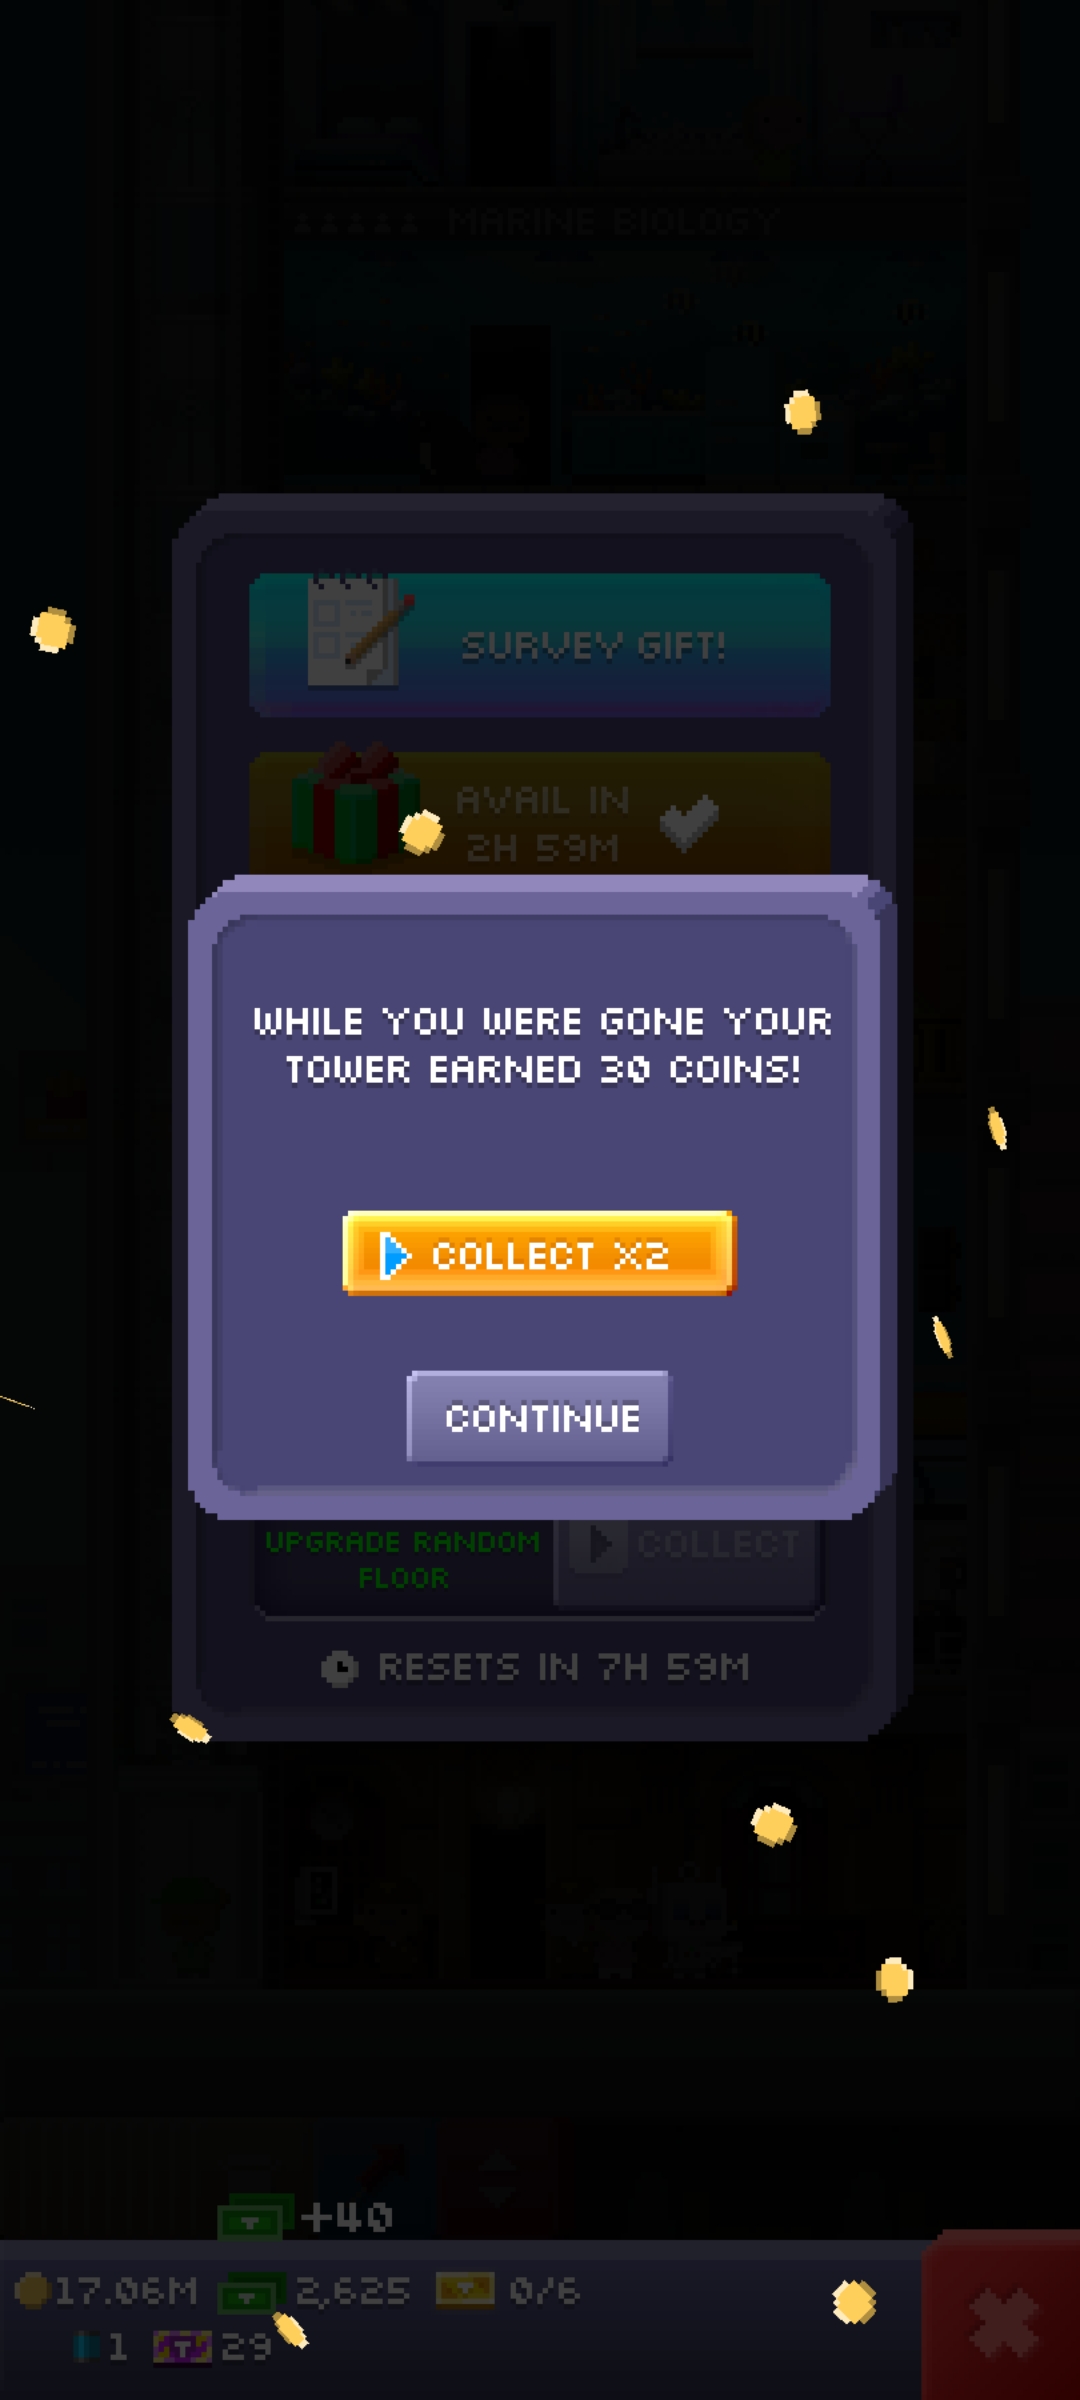 MARINE BIOLOGY
SURVEY GIFT!
AVAIL IN
2H 59M
WHILE YOU WERE GONE YOUR
TOWER EARNED 30 COINS!
COLLECT X2
CONTINUE
UPGRADE RANDOM
FLOOR
COLLECT
RESETS IN 7H 59M
+40
17.06M
2,625
0/6
1
29